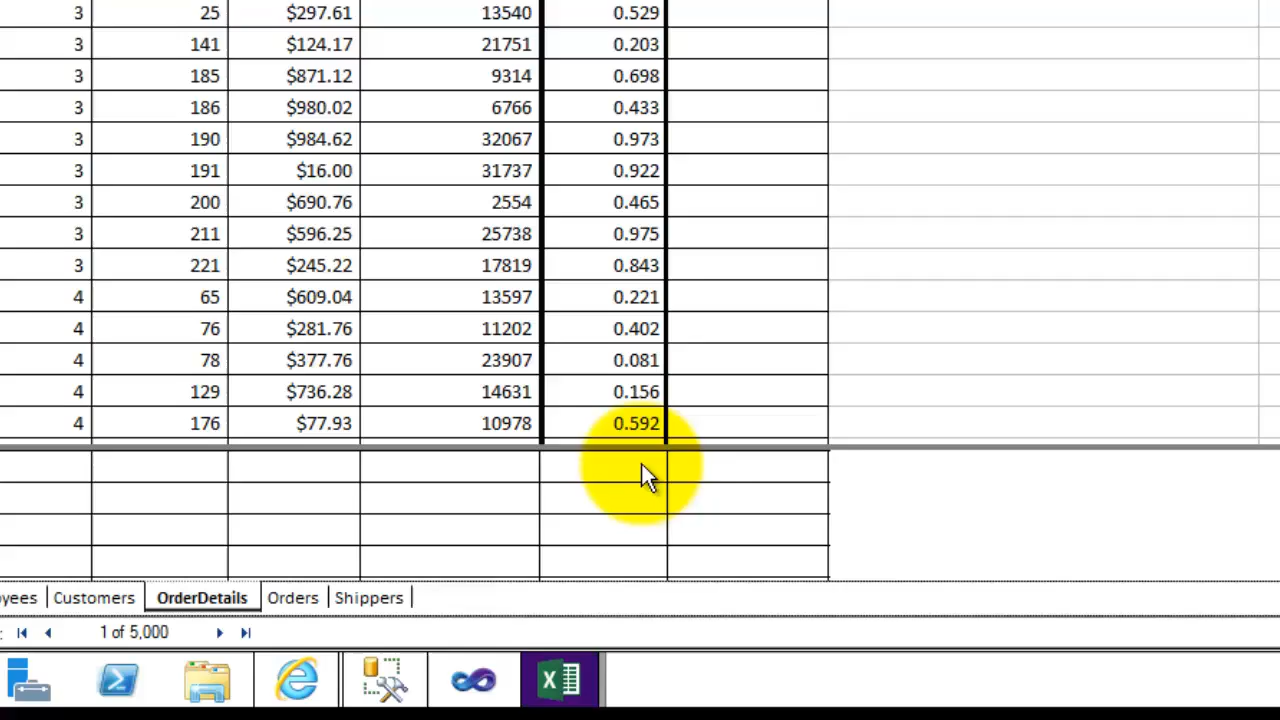 3 25 $297.61 13540 0.529
3 141 $124.17 21751 0.203
3 185 $871.12 9314 0.698
3 186 $980.02 6766 0.433
3 190 $984.62 32067 0.973
3 191 $16.00 31737 0.922
3 200 $690.76 2554 0.465
3 211 $596.25 25738 0.975
3 221 $245.22 17819 0.843
4 65 $609.04 13597 0.221
4 76 $281.76 11202 0.402
4 78 $377.76 23907 0.081
4 129 $736.28 14631 0.156
4 176 $77.93 10978 0.592
yees Customers OrderDetails Orders Shippers
: 1 of 5,000
X